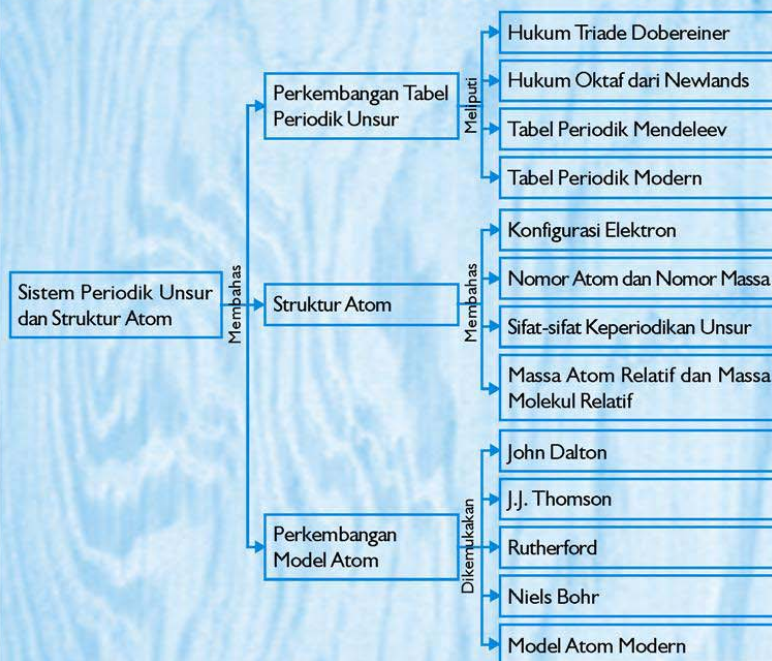 Sistem Periodik Unsur
dan Struktur Atom
Membahas
Perkembangan Tabel
Periodik Unsur
Meliputi
Hukum Triade Dobereiner
Hukum Oktaf dari Newlands
Tabel Periodik Mendeleev
Tabel Periodik Modern
Struktur Atom
Membahas
Konfigurasi Elektron
Nomor Atom dan Nomor Massa
Sifat-sifat Keperiodikan Unsur
Massa Atom Relatif dan Massa
Molekul Relatif
Perkembangan
Model Atom
Dikemukakan
John Dalton
J.J. Thomson
Rutherford
Niels Bohr
Model Atom Modern